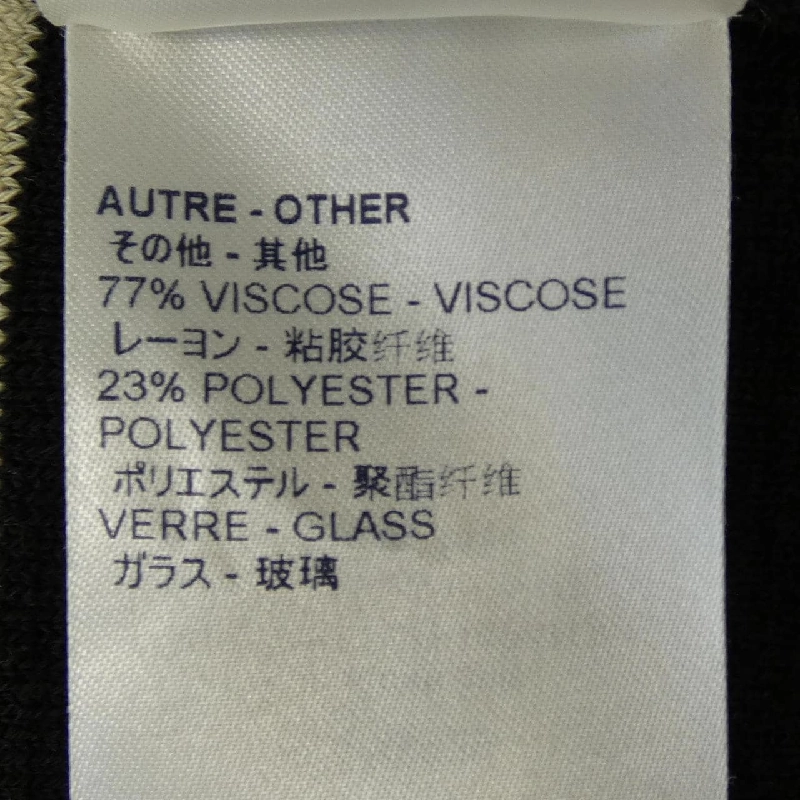 AUTRE - OTHER
その他 - 其他
77% VISCOSE - VISCOSE
レーヨン - 粘胶纤维
23% POLYESTER -
POLYESTER
ポリエステル - 聚酯纤维
VERRE - GLASS
ガラス - 玻璃